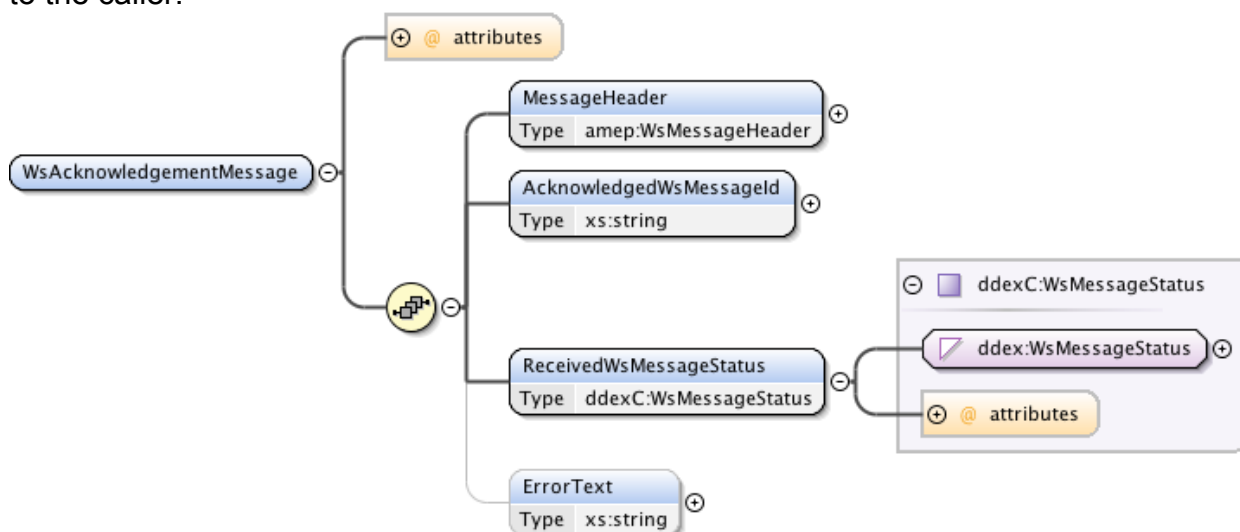 to the caller.
@ attributes
MessageHeader
Type amep:WsMessageHeader
WsAcknowledgementMessage
AcknowledgedWsMessageId
Type xs:string
ddexC:WsMessageStatus
ddex:WsMessageStatus
ReceivedWsMessageStatus
Type ddexC:WsMessageStatus
@ attributes
ErrorText
Type xs:string